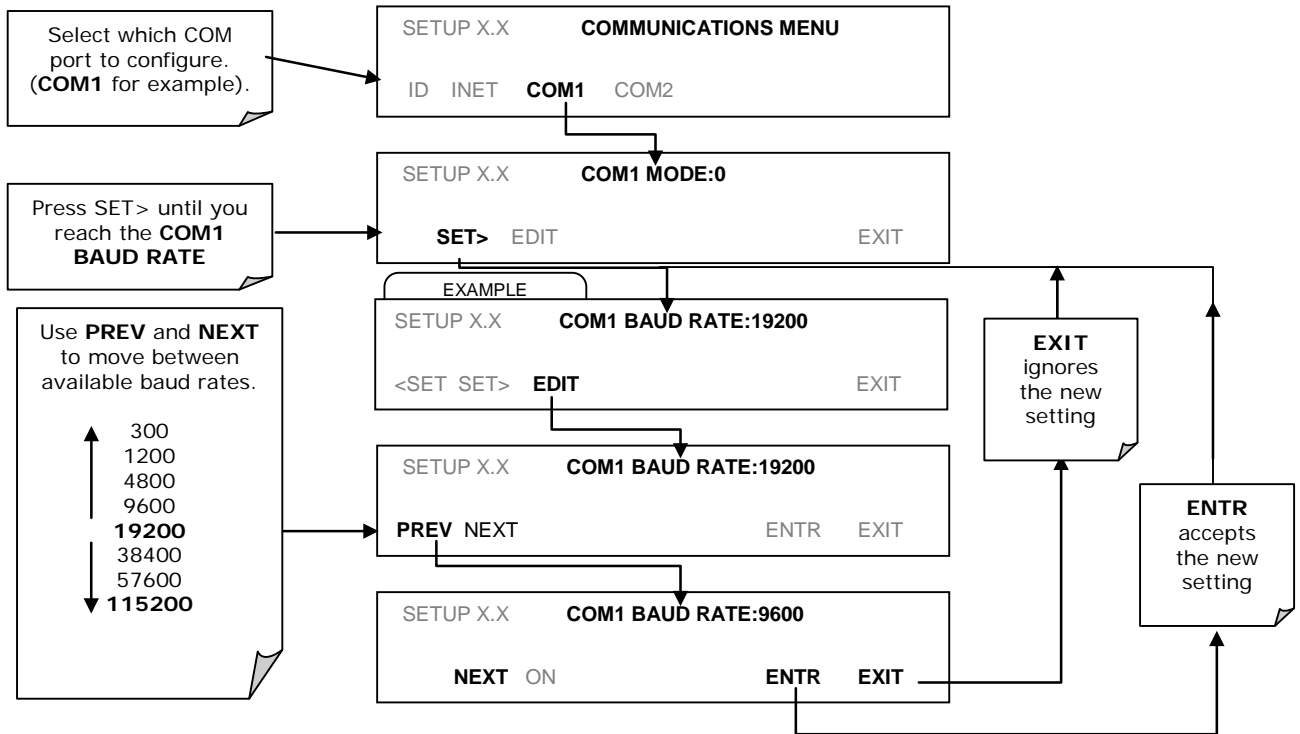 Select which COM
port to configure.
(COM1 for example).
SETUP X.X COMMUNICATIONS MENU
ID INET COM1 COM2
Press SET> until you
reach the COM1
BAUD RATE
SETUP X.X COM1 MODE:0
SET> EDIT EXIT
EXAMPLE
SETUP X.X COM1 BAUD RATE:19200
<SET SET> EDIT EXIT
Use PREV and NEXT
to move between
available baud rates.
300
1200
4800
9600
19200
38400
57600
115200
SETUP X.X COM1 BAUD RATE:19200
PREV NEXT ENTR EXIT
SETUP X.X COM1 BAUD RATE:9600
NEXT ON ENTR EXIT
EXIT
ignores
the new
setting
ENTR
accepts
the new
setting